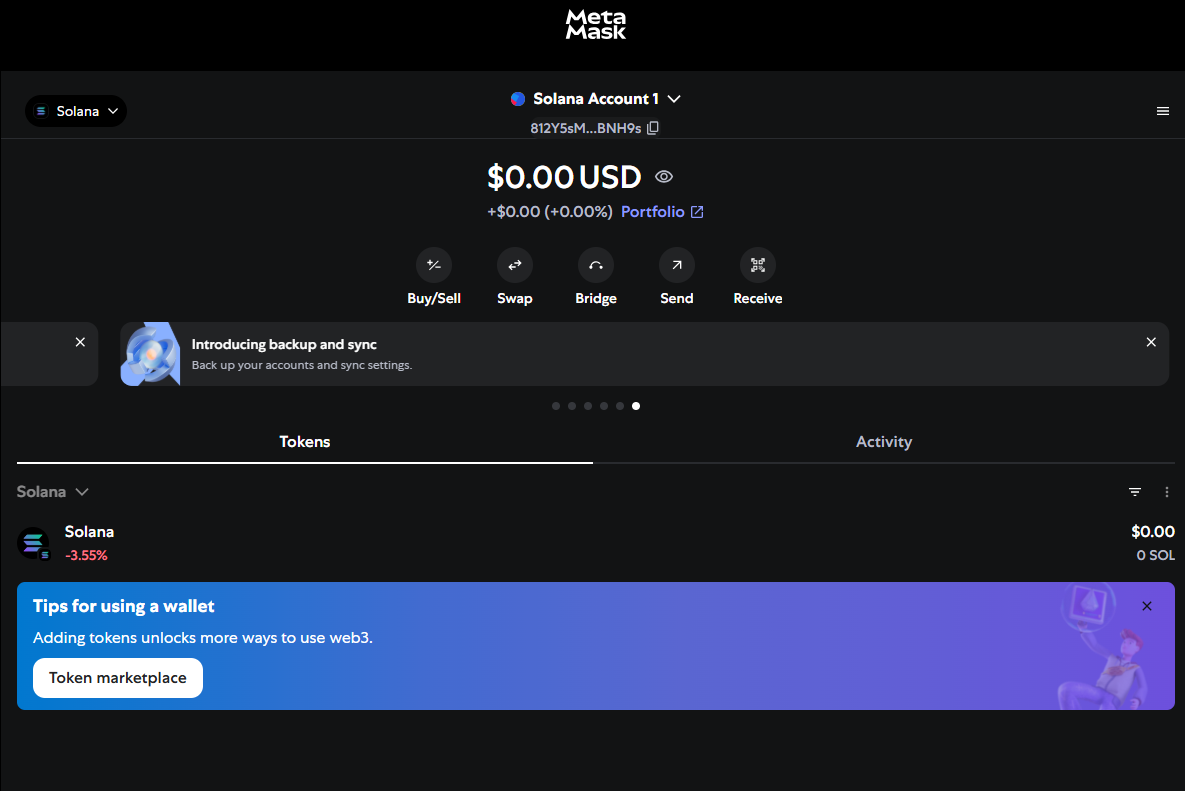 Meta
Mask
Solana
Solana Account 1
812Y5sM...BNH9s
$0.00 USD
+$0.00 (+0.00%) Portfolio
Buy/Sell Swap Bridge Send Receive
Introducing backup and sync
Back up your accounts and sync settings.
Tokens Activity
Solana
Solana $0.00
-3.55% 0 SOL
Tips for using a wallet
Adding tokens unlocks more ways to use web3.
Token marketplace